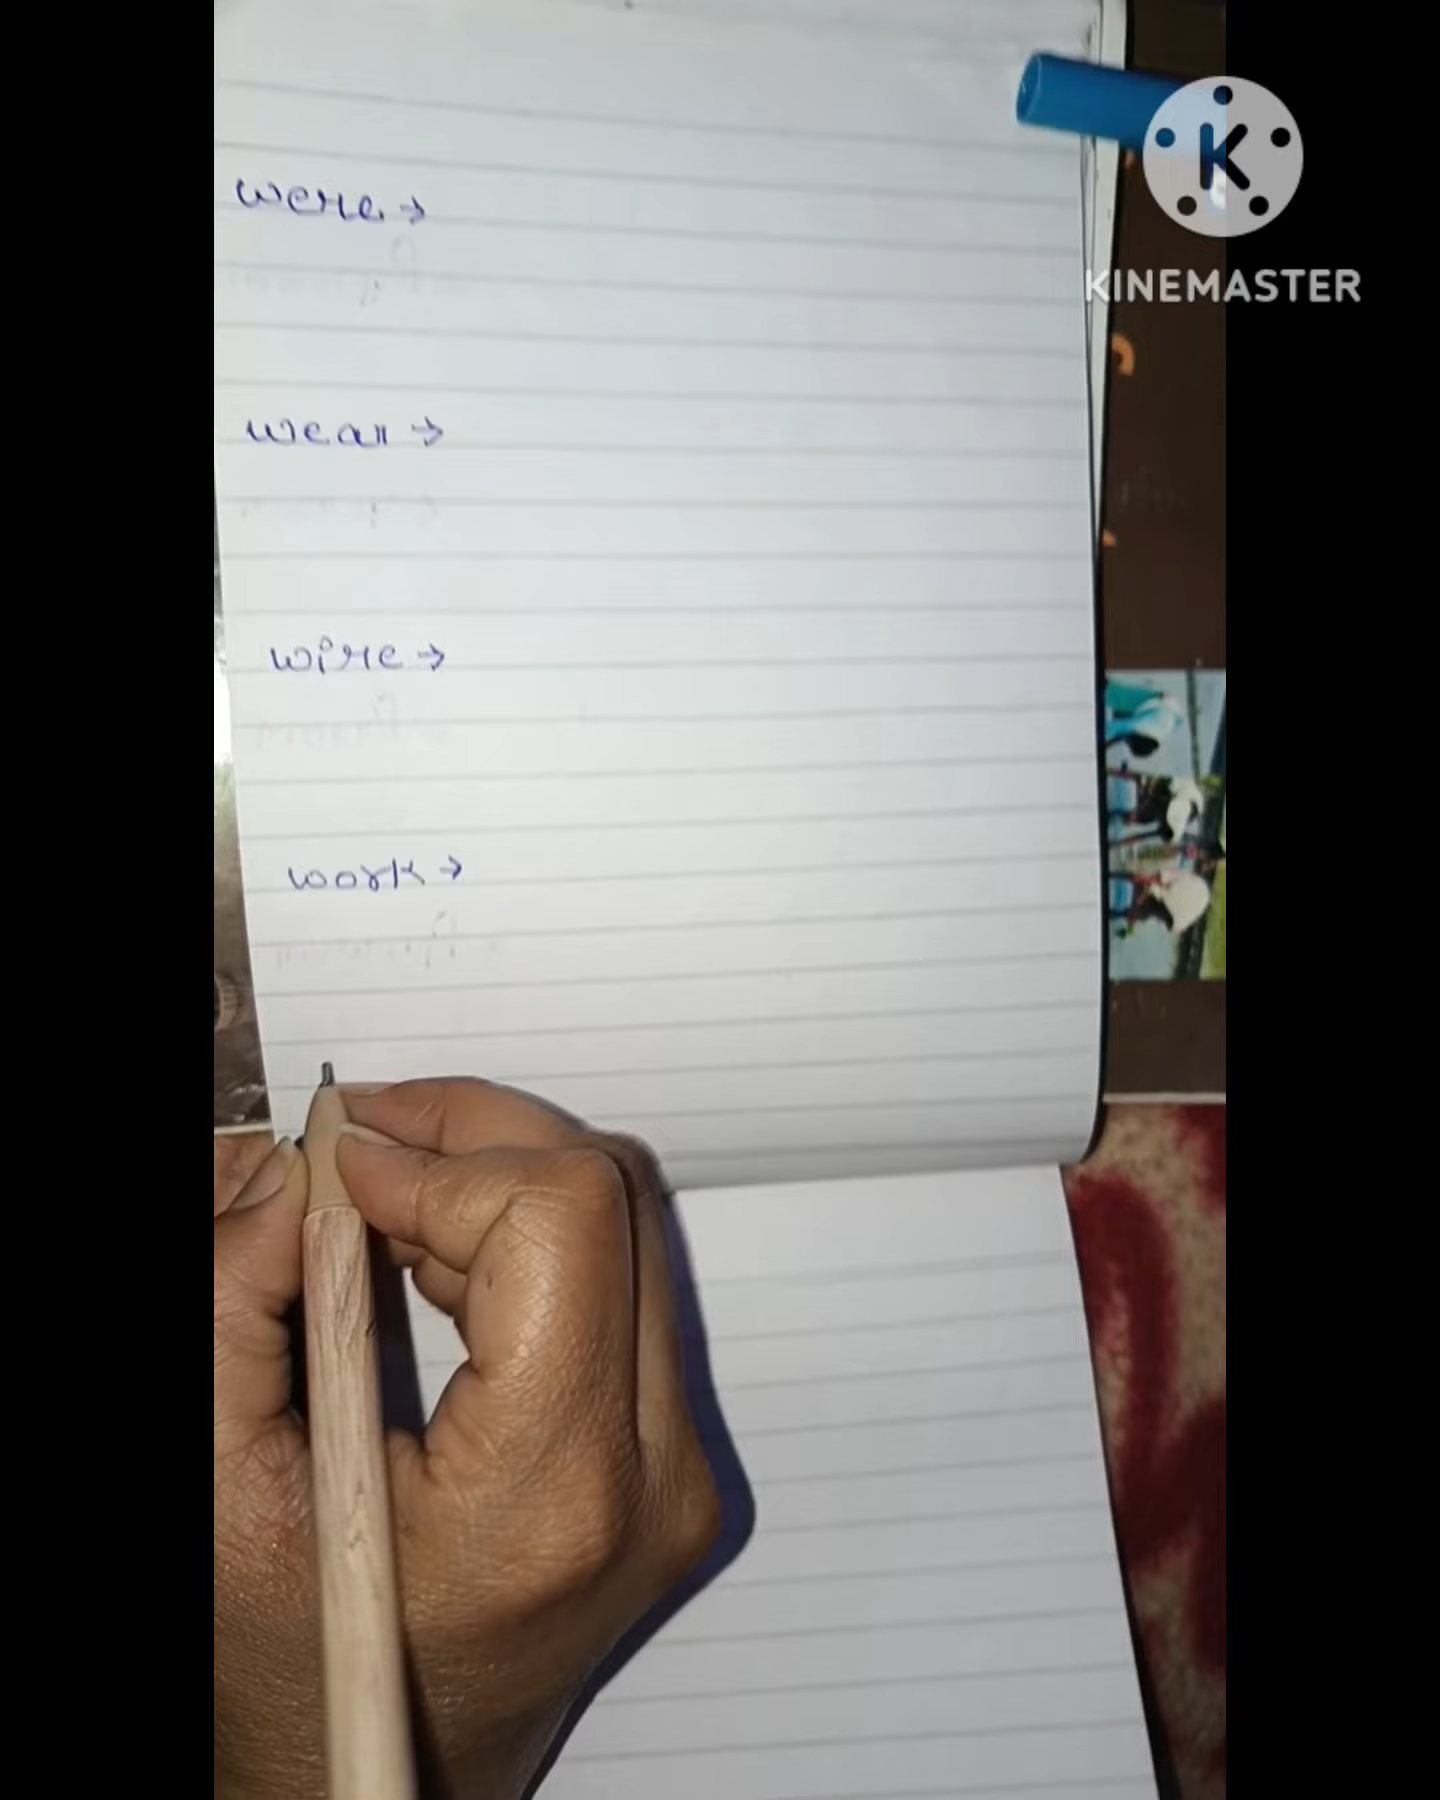 were →
wear →
wire →
work →
KINEMASTER